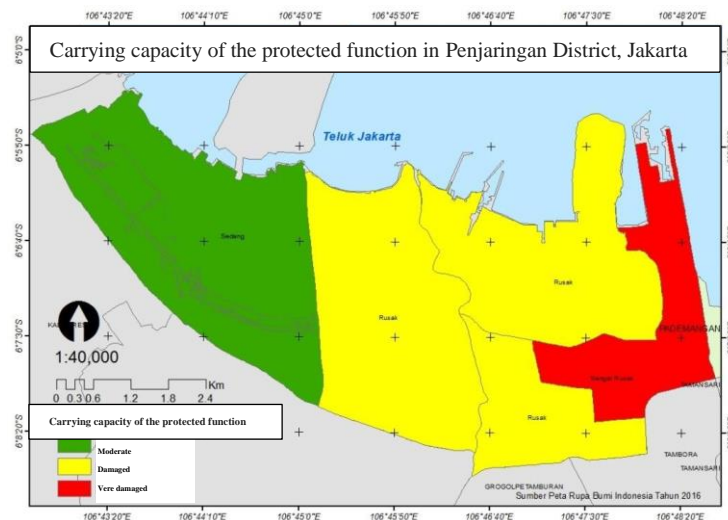 106°43'20"E 106°44'10"E 106°45'0"E 106°45'50"E 106°46'40"E 106°47'30"E 106°48'20"E
Carrying capacity of the protected function in Penjaringan District, Jakarta
Teluk Jakarta
Sedang
Rusak
Rusak
Rusak
PADEMANGAN
TAMANSARI
1:40,000
Km
0 0.3 0.6 1.2 1.8 2.4
Carrying capacity of the protected function
Moderate
Damaged
Vere damaged
TAMBORA
TAMANSARI
GROGOLPETAMBURAN
Sumber Peta Rupa Bumi Indonesia Tahun 2016
6°5'0"S
6°5'50"S
6°6'40"S
6°7'30"S
6°8'20"S
106°43'20"E 106°44'10"E 106°45'0"E 106°45'50"E 106°46'40"E 106°47'30"E 106°48'20"E